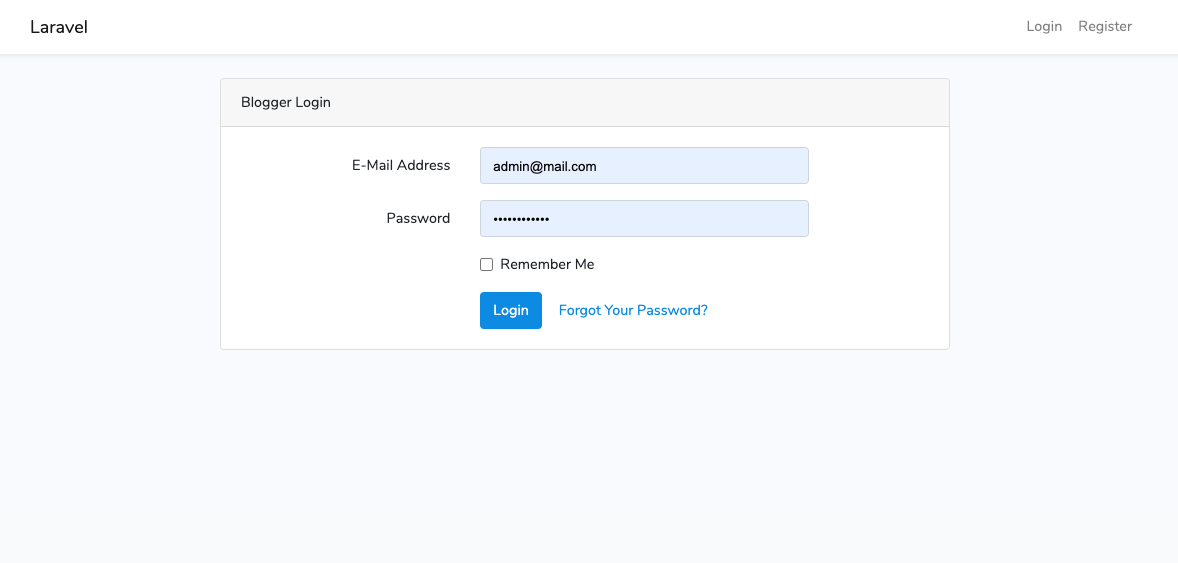 Laravel
Login Register
Blogger Login
E-Mail Address admin@mail.com
Password ••••••••••••
Remember Me
Login Forgot Your Password?